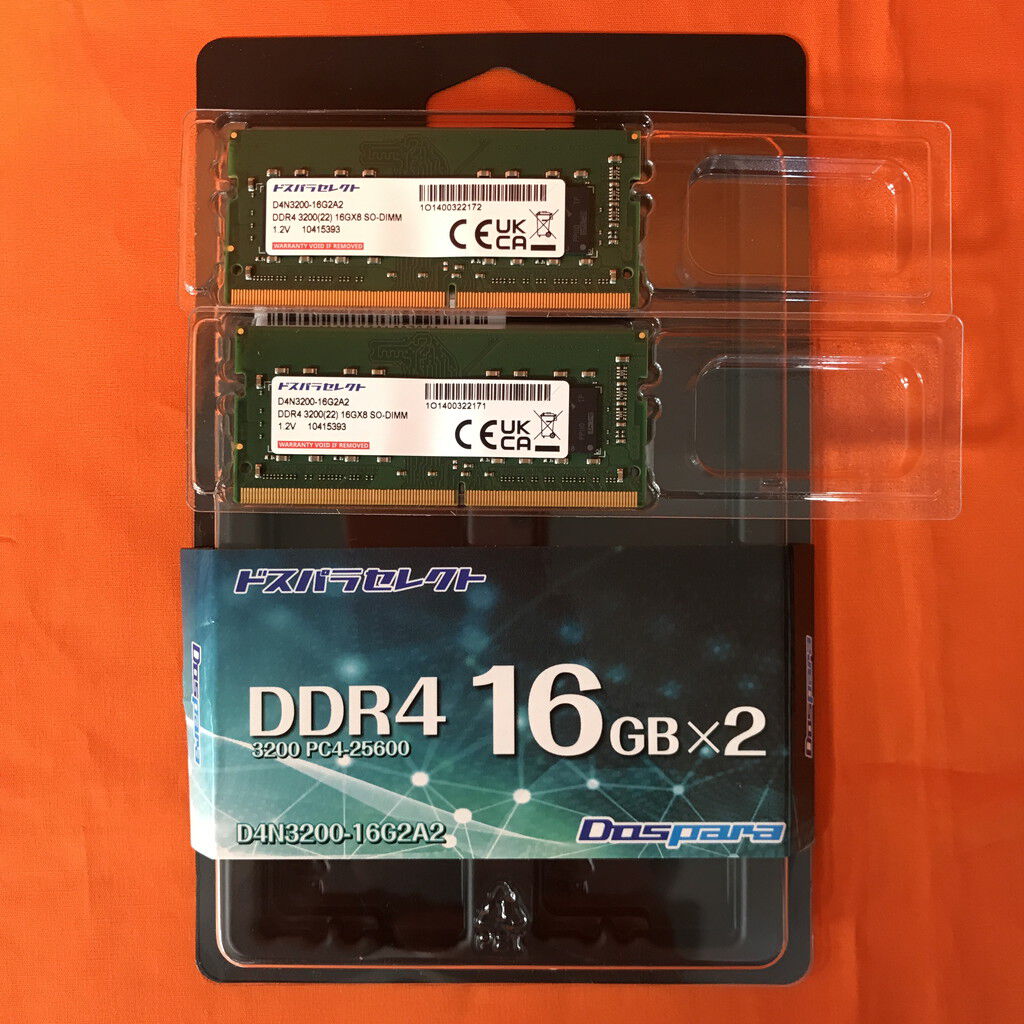 ドスパラセレクト
D4N3200-16G2A2
DDR4 3200(22) 16GX8 SO-DIMM
1.2V 10415393
WARRANTY VOID IF REMOVED
1O1400322172
CE UK CA
ドスパラセレクト
D4N3200-16G2A2
DDR4 3200(22) 16GX8 SO-DIMM
1.2V 10415393
WARRANTY VOID IF REMOVED
1O1400322171
CE UK CA
ドスパラセレクト
Dospara
DDR4 16GB×2
3200 PC4-25600
D4N3200-16G2A2
Dospara
Dospara